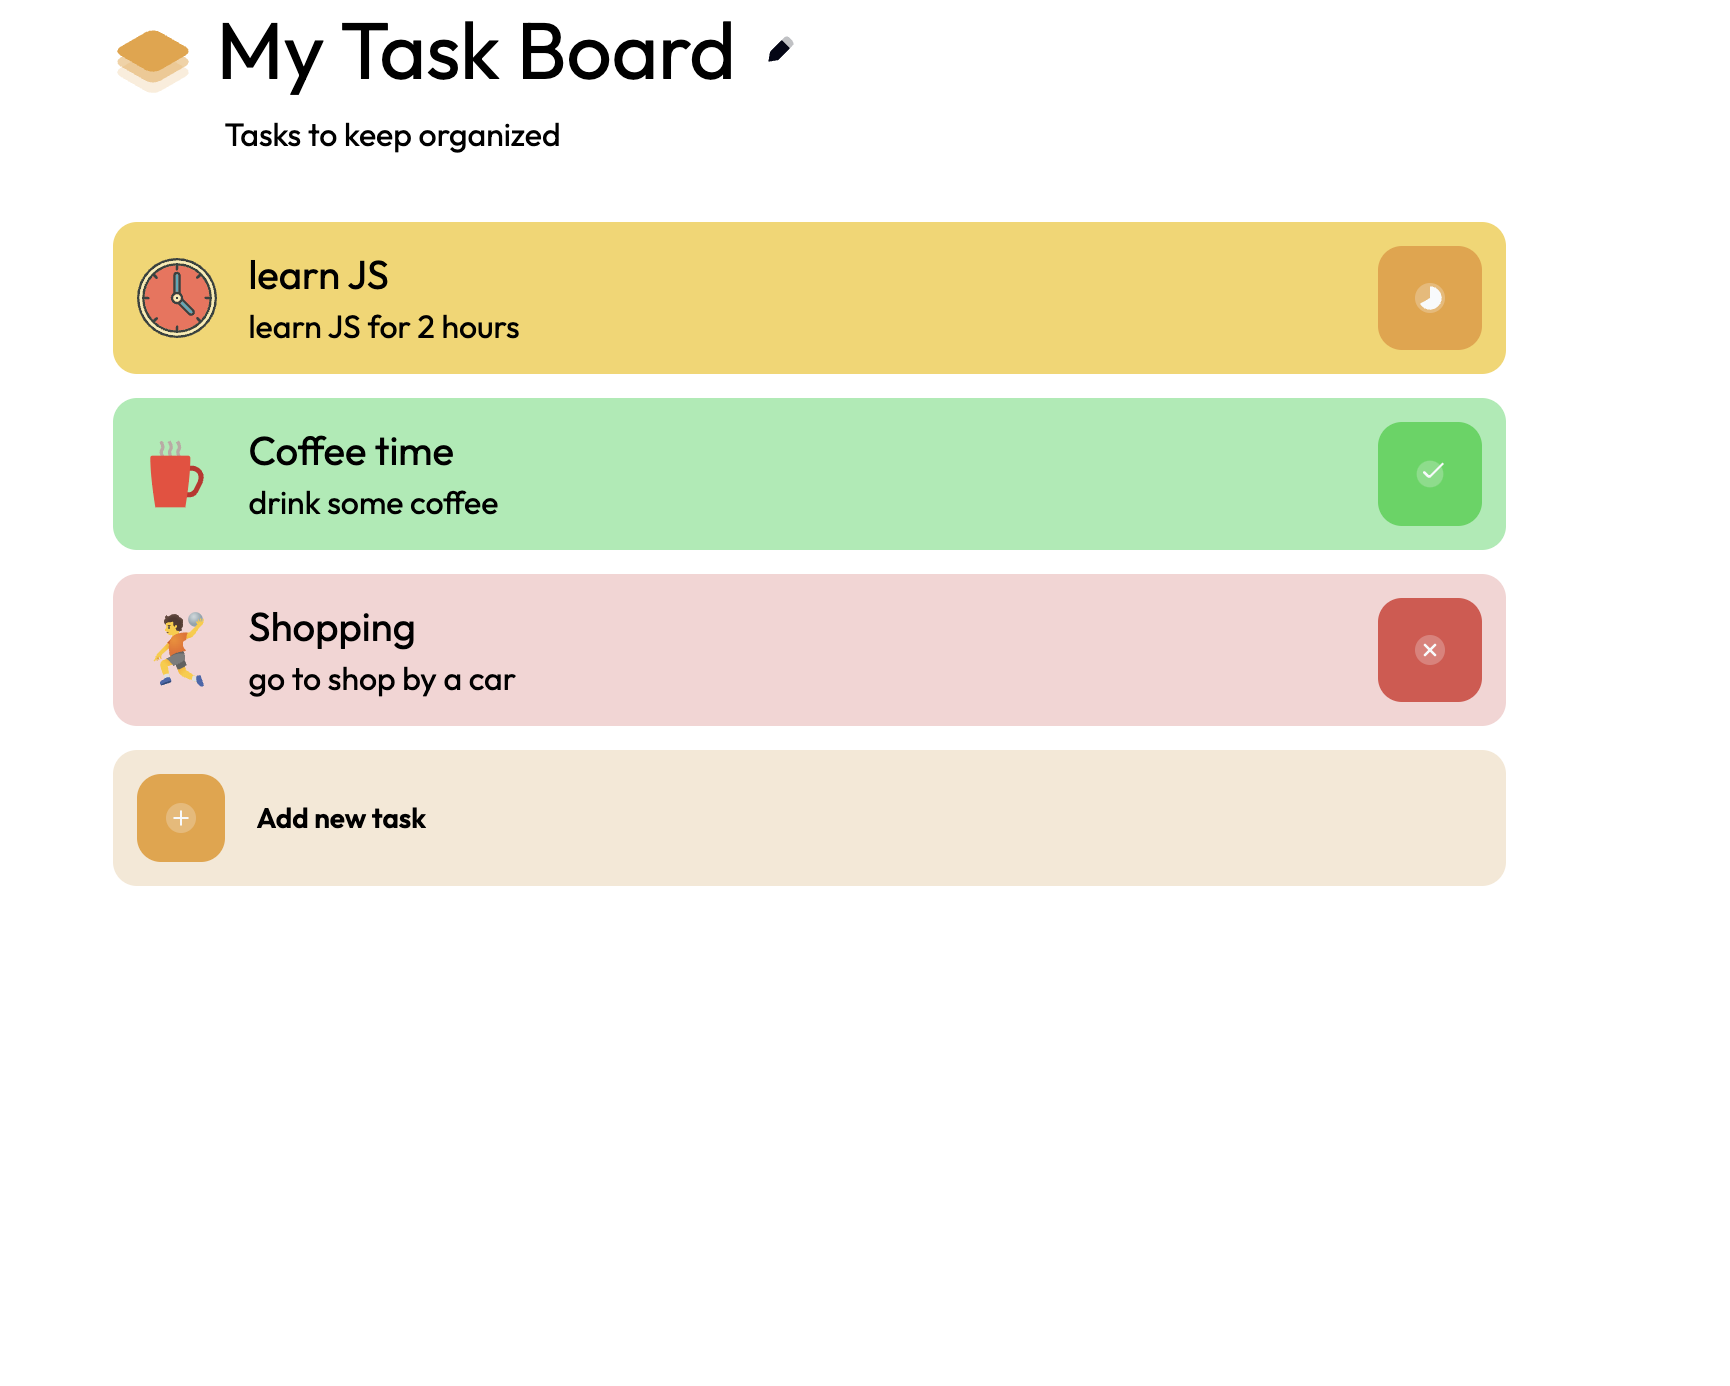 My Task Board
Tasks to keep organized
learn JS
learn JS for 2 hours
Coffee time
drink some coffee
Shopping
go to shop by a car
Add new task